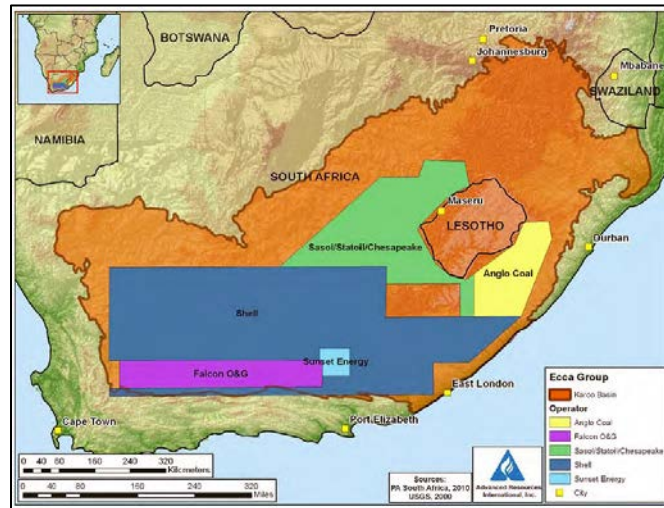 BOTSWANA
Pretoria
Johannesburg
Mbabane
SWAZILAND
NAMIBIA
SOUTH AFRICA
Maseru
LESOTHO
Durban
Sasol/Statoil/Chesapeake
Anglo Coal
Shell
Sunset Energy
Falcon O&G
East London
Port Elizabeth
Cape Town
0 40 80 160 240 320
Kilometers
0 40 80 160 240 320
Miles
Sources:
PA South Africa, 2010
USGS, 2000
Advanced Resources
International, Inc.
Ecca Group
Karoo Basin
Operator
Anglo Coal
Falcon O&G
Sasol/Statoil/Chesapeake
Shell
Sunset Energy
City